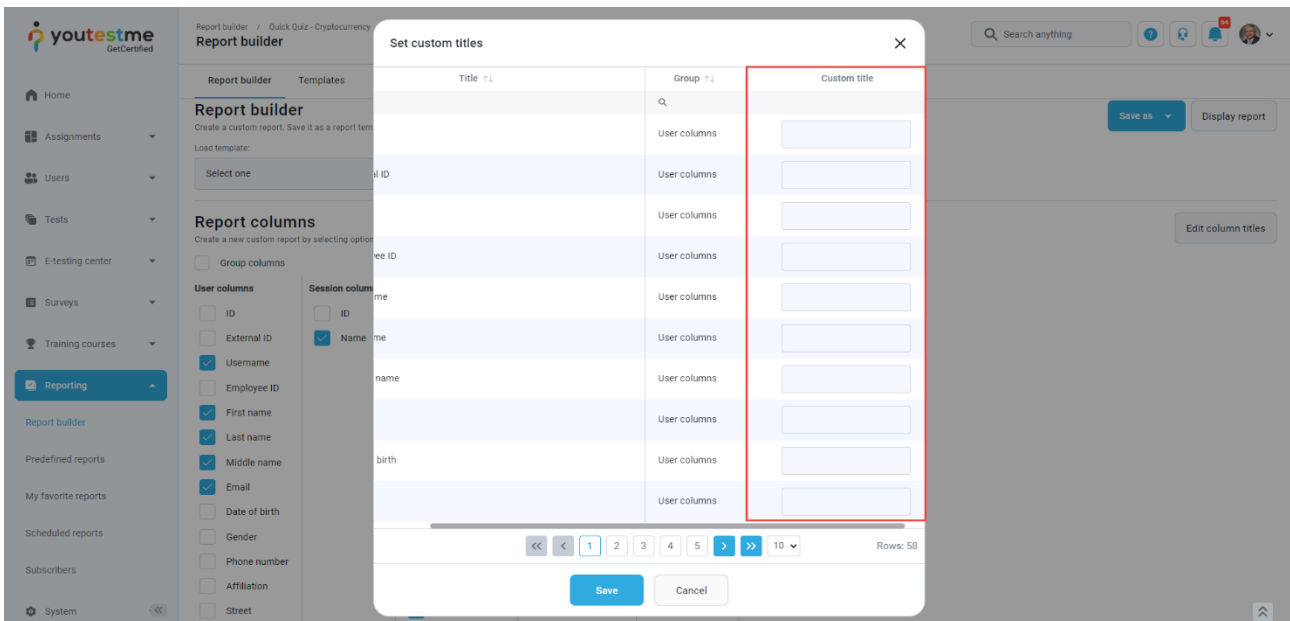 youtestme
GetCertified
Home
Assignments
Users
Tests
E-testing center
Surveys
Training courses
Reporting
Report builder
Predefined reports
My favorite reports
Scheduled reports
Subscribers
System
Report builder / Quick Quiz - Cryptocurrency
Report builder
Search anything
Report builder Templates
Report builder
Create a custom report. Save it as a report tem
Load template:
Select one
Save as
Display report
Report columns
Create a new custom report by selecting option
Edit column titles
Group columns
User columns
ID
External ID
Username
Employee ID
First name
Last name
Middle name
Email
Date of birth
Gender
Phone number
Affiliation
Street
Session colum
ID
Name
Set custom titles
Title Group Custom title
User columns
al ID User columns
User columns
ee ID User columns
me User columns
me User columns
name User columns
User columns
birth User columns
User columns
1 2 3 4 5 10 Rows: 58
Save Cancel